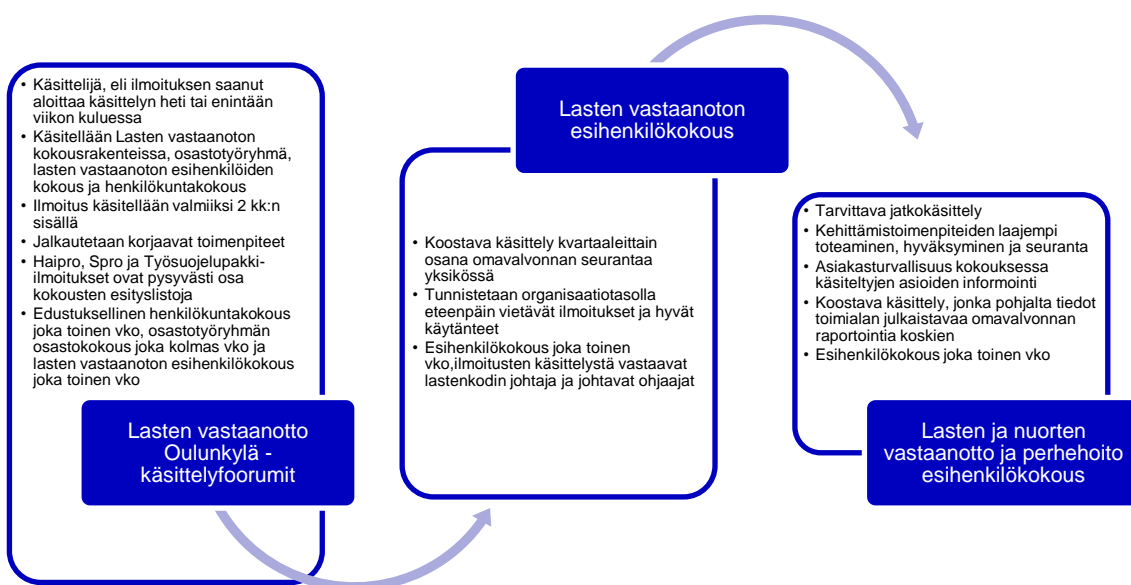 • Käsittelijä, eli ilmoituksen saanut
aloittaa käsittelyn heti tai enintään
viikon kuluessa
• Käsitellään Lasten vastaanoton
kokousrakenteissa, osastotyöryhmä,
lasten vastaanoton esihenkilöiden
kokous ja henkilökuntakokous
• Ilmoitus käsitellään valmiiksi 2 kk:n
sisällä
• Jalkautetaan korjaavat toimenpiteet
• Haipro, Spro ja Työsuojelupakki-
ilmoitukset ovat pysyvästi osa
kokousten esityslistoja
• Edustuksellinen henkilökuntakokous
joka toinen vko, osastotyöryhmän
osastokokous joka kolmas vko ja
lasten vastaanoton esihenkilökokous
joka toinen vko
Lasten vastaanotto
Oulunkylä -
käsittelyfoorumit
Lasten vastaanoton
esihenkilökokous
• Koostava käsittely kvartaaleittain
osana omavalvonnan seurantaa
yksikössä
• Tunnistetaan organisaatiotasolla
eteenpäin vietävät ilmoitukset ja hyvät
käytänteet
• Esihenkilökokous joka toinen
vko,ilmoitusten käsittelystä vastaavat
lastenkodin johtaja ja johtavat ohjaajat
• Tarvittava jatkokäsittely
• Kehittämistoimenpiteiden laajempi
toteaminen, hyväksyminen ja seuranta
• Asiakasturvallisuus kokouksessa
käsiteltyjen asioiden informointi
• Koostava käsittely, jonka pohjalta tiedot
toimialan julkaistavaa omavalvonnan
raportointia koskien
• Esihenkilökokous joka toinen vko
Lasten ja nuorten
vastaanotto ja perhehoito
esihenkilökokous